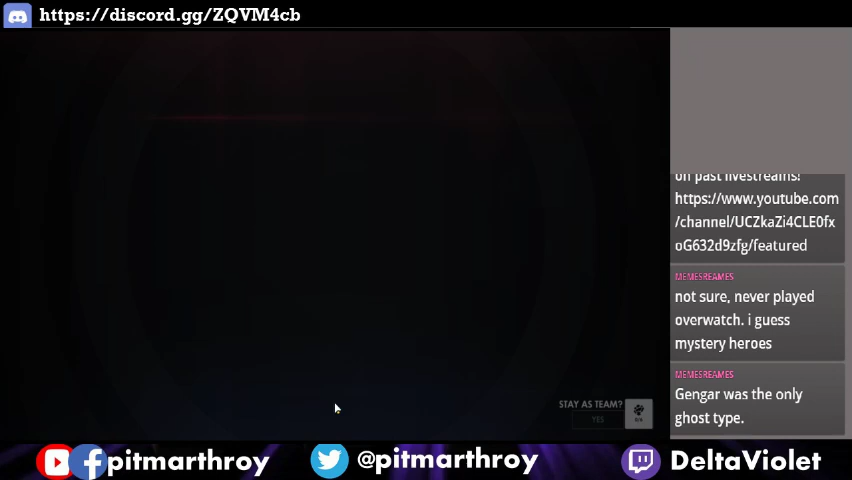 https://discord.gg/ZQVM4cb
on past livestreams!
https://www.youtube.com
/channel/UCZkaZi4CLE0fx
oG632d9zfg/featured
MEMESREAMES
not sure, never played
overwatch. i guess
mystery heroes
MEMESREAMES
Gengar was the only
ghost type.
STAY AS TEAM?
YES
pitmarthroy
@pitmarthroy
DeltaViolet